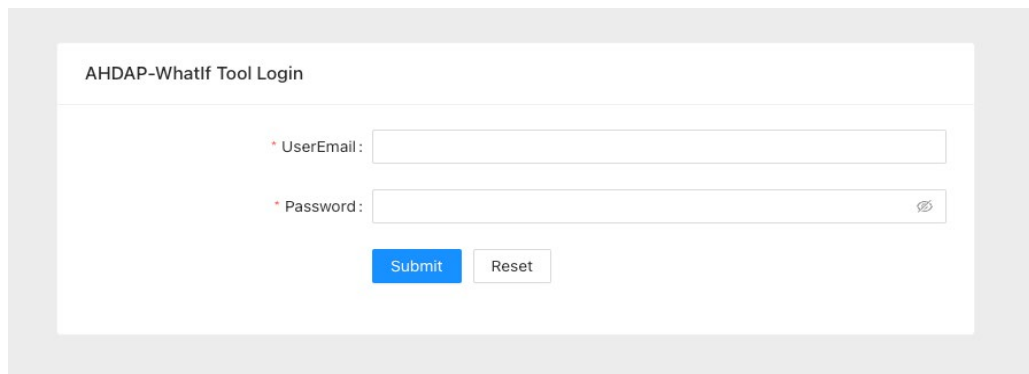 AHDAP-WhatIf Tool Login
* UserEmail:
* Password:
Submit Reset